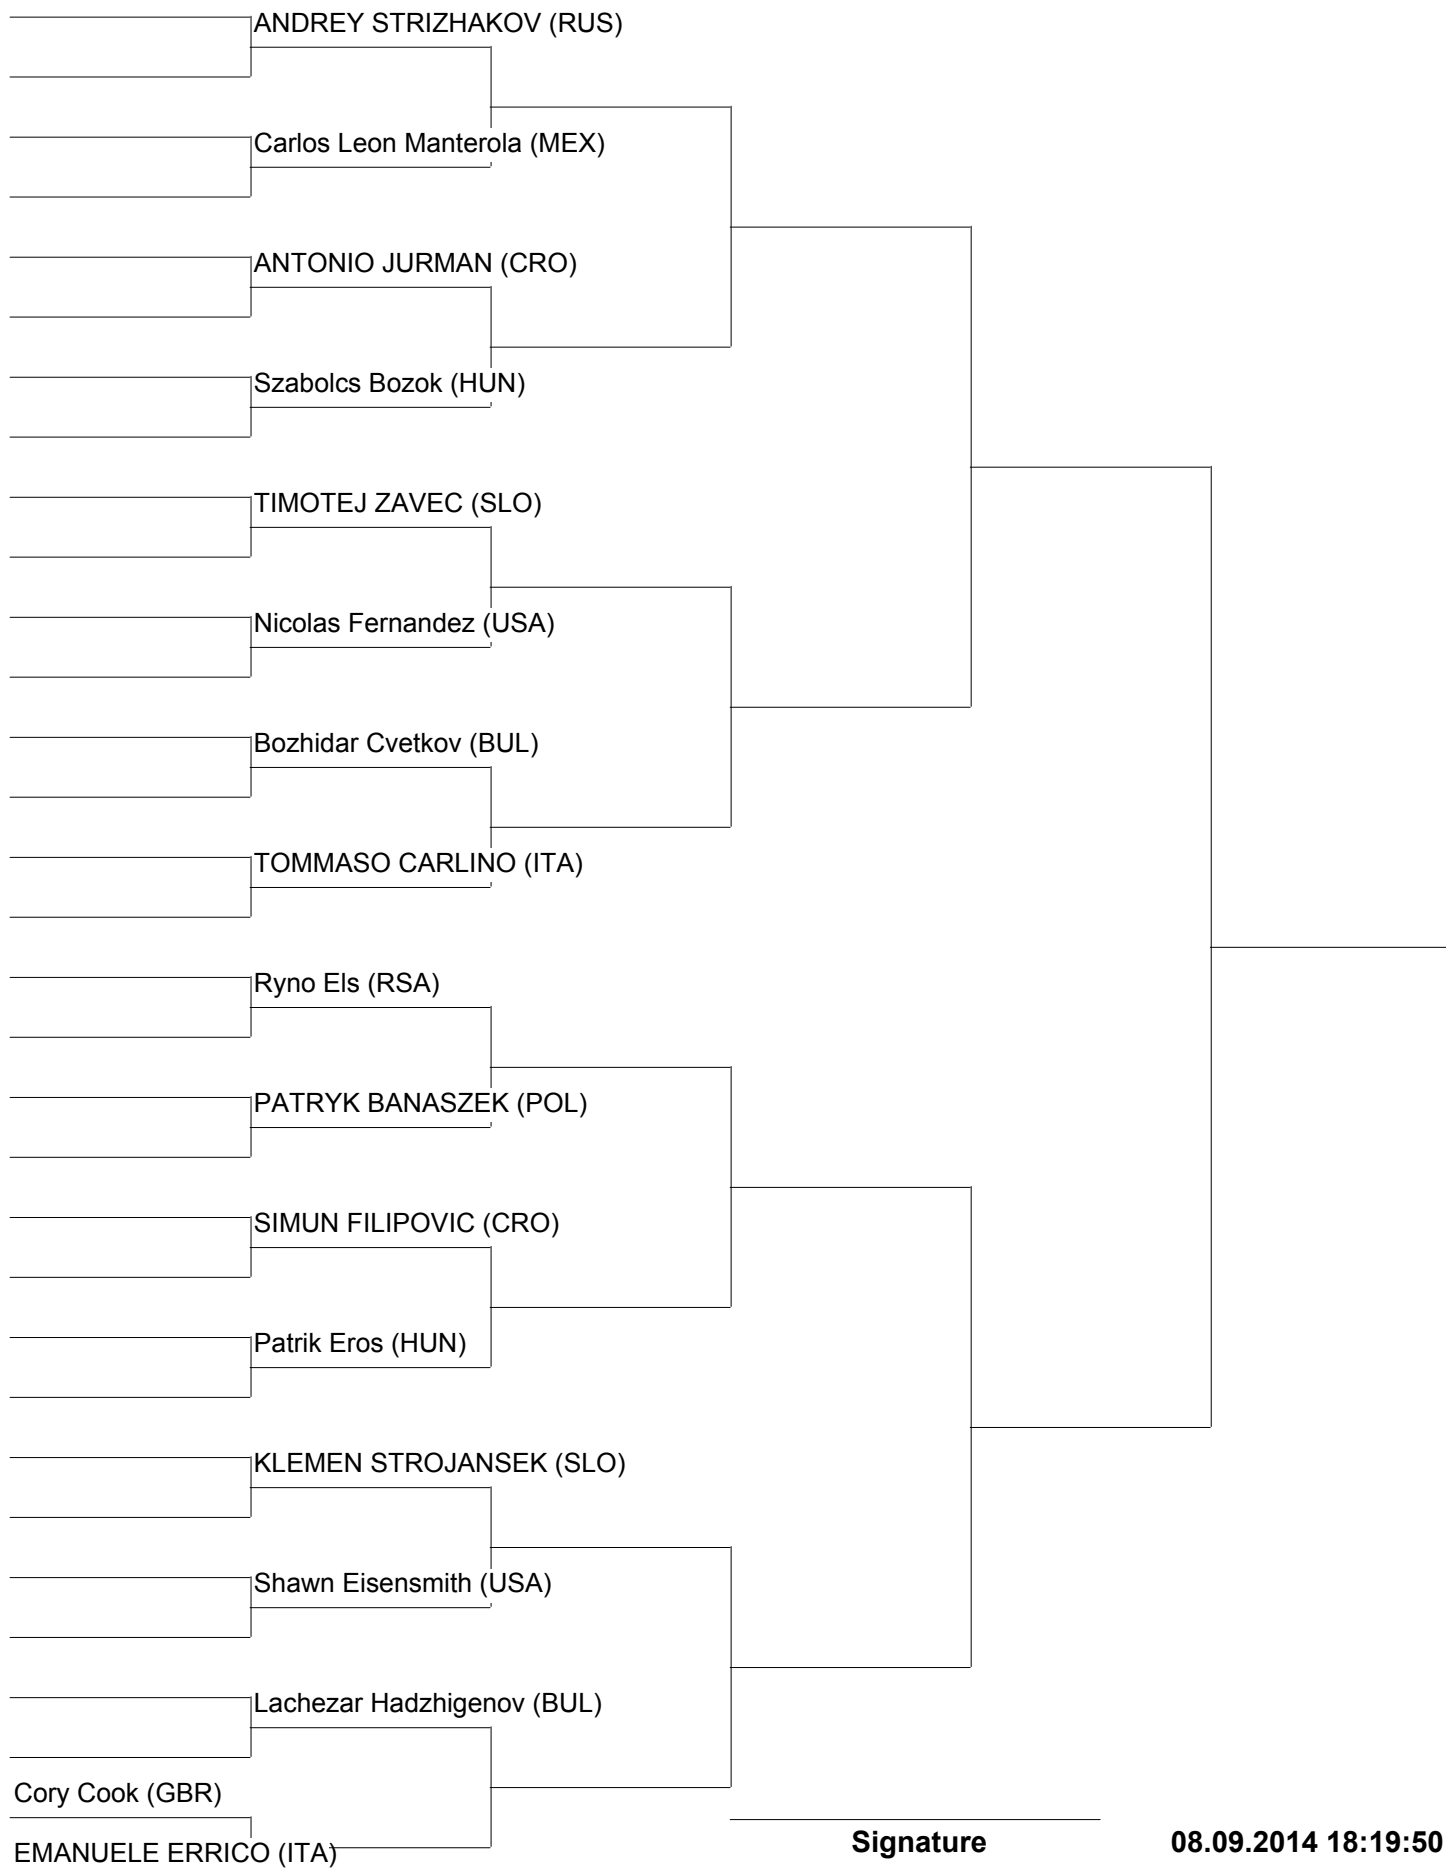 ANDREY STRIZHAKOV (RUS)
Carlos Leon Manterola (MEX)
ANTONIO JURMAN (CRO)
Szabolcs Bozok (HUN)
TIMOTEJ ZAVEC (SLO)
Nicolas Fernandez (USA)
Bozhidar Cvetkov (BUL)
TOMMASO CARLINO (ITA)
Ryno Els (RSA)
PATRYK BANASZEK (POL)
SIMUN FILIPOVIC (CRO)
Patrik Eros (HUN)
KLEMEN STROJANSEK (SLO)
Shawn Eisensmith (USA)
Lachezar Hadzhigenov (BUL)
Cory Cook (GBR)
EMANUELE ERRICO (ITA)
Signature
08.09.2014 18:19:50